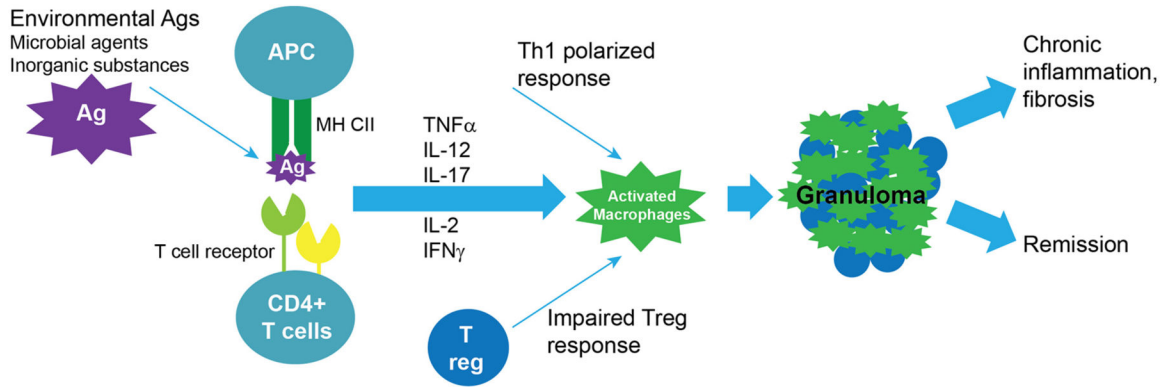 Environmental Ags
Microbial agents
Inorganic substances
Ag
APC
MH CII
Ag
T cell receptor
CD4+
T cells
TNFα
IL-12
IL-17
IL-2
IFNγ
Th1 polarized
response
Activated
Macrophages
T
reg
Impaired Treg
response
Granuloma
Chronic
inflammation,
fibrosis
Remission